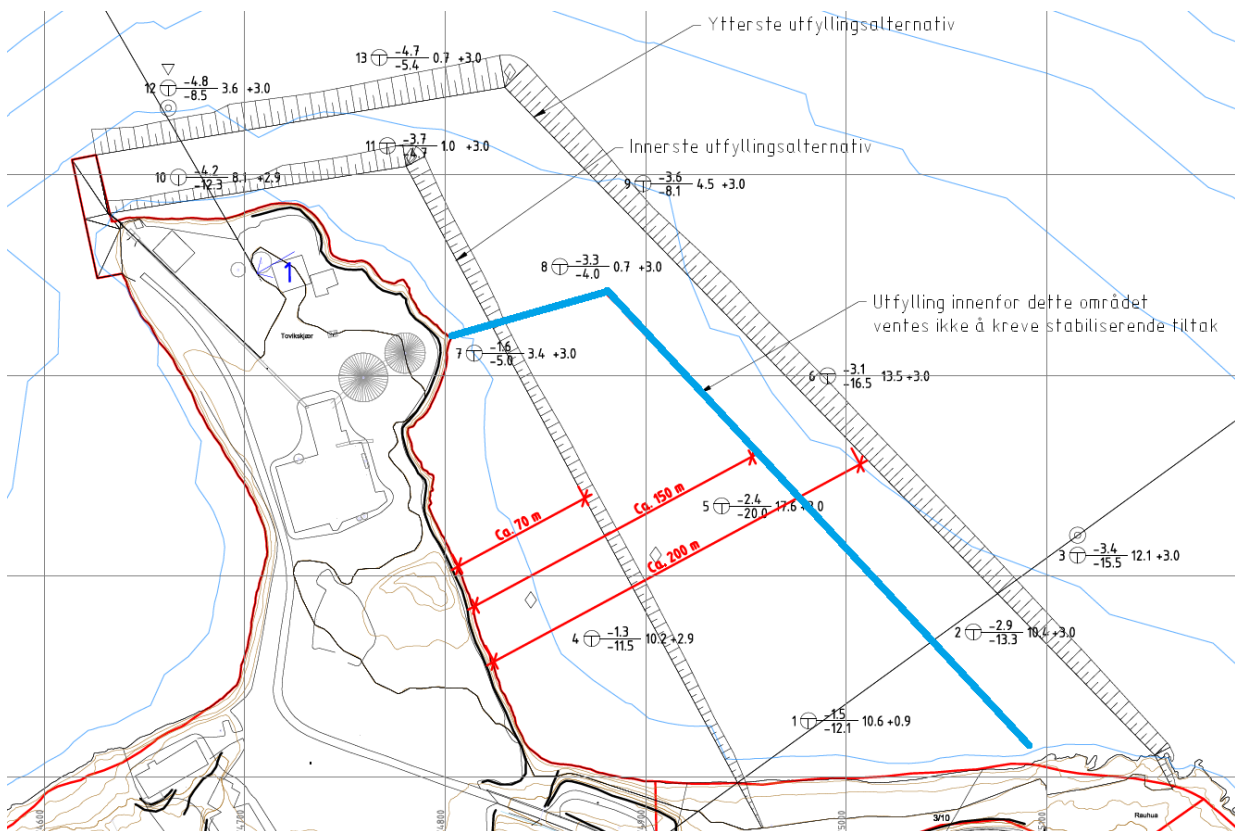 Ytterste utfyllingsalternativ
13 -4.7 0.7 +3.0
-5.4
12 -4.8 3.6 +3.0
-8.5
Innerste utfyllingsalternativ
11 -3.7 1.0 +3.0
-4.7
10 -4.2 8.1 +2.9
-12.3
9 -3.6 4.5 +3.0
-8.1
8 -3.3 0.7 +3.0
-4.0
1
Utfylling innenfor dette området
ventes ikke å kreve stabiliserende tiltak
Tovikskjær
7 -1.6 3.4 +3.0
-5.0
6 -3.1 13.5 +3.0
-16.5
5 -2.4 17.6 +3.0
-20.0
Ca. 70 m
Ca. 150 m
Ca. 200 m
3 -3.4 12.1 +3.0
-15.5
4 -1.3 10.2 +2.9
-11.5
2 -2.9 10.4 +3.0
-13.3
1 -1.5 10.6 +0.9
-12.1
3/10
Rauhua